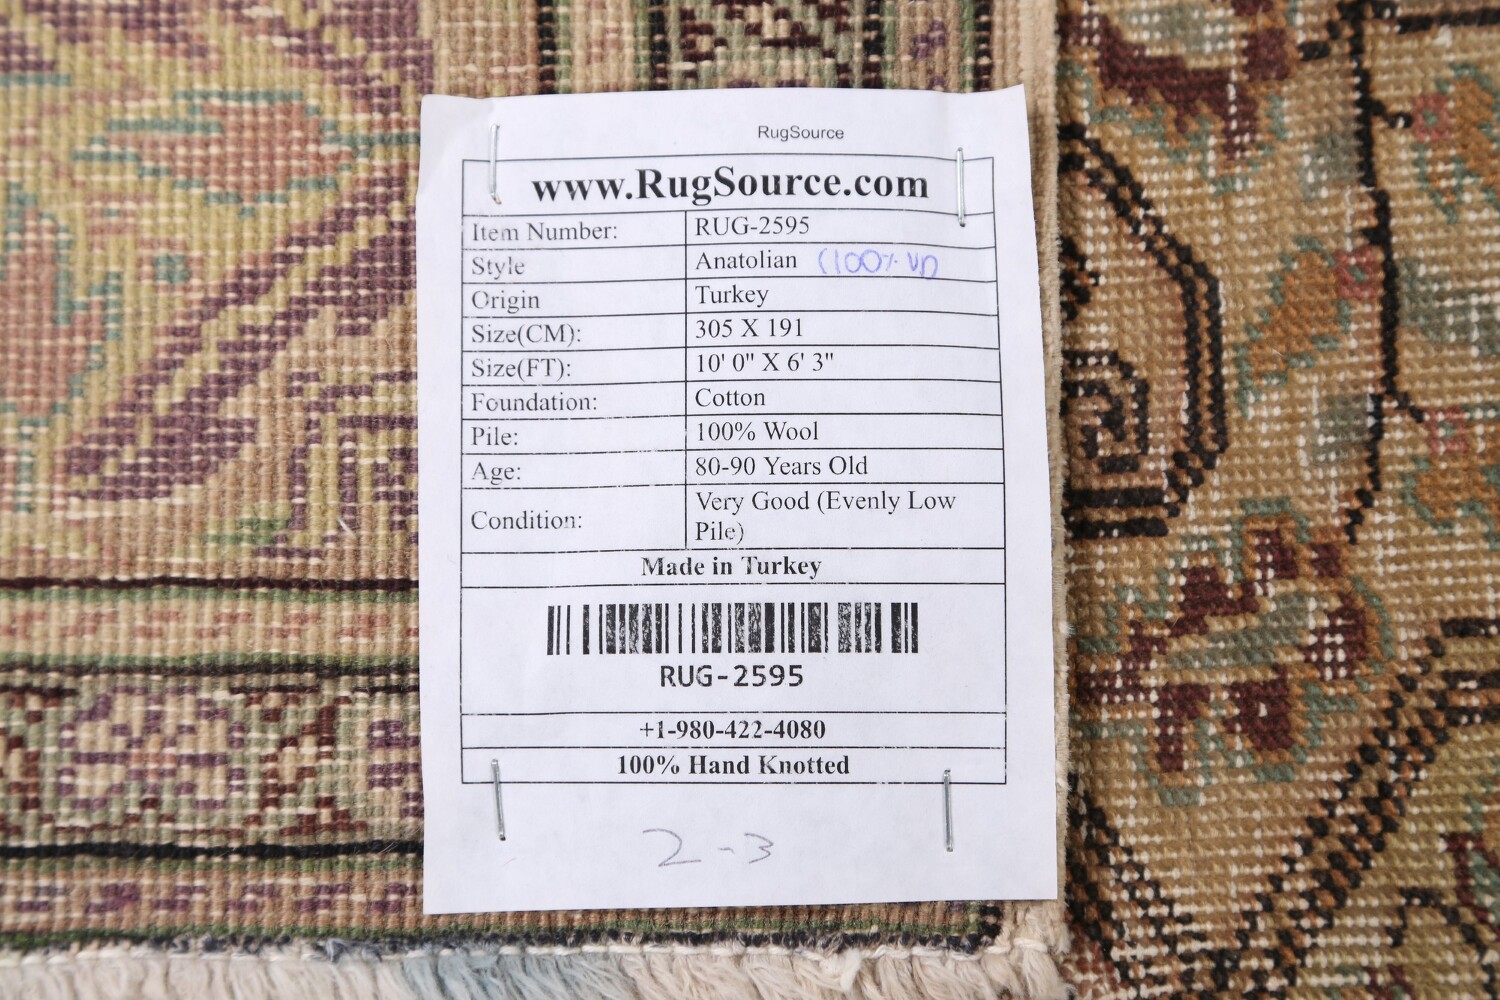 RugSource
www.RugSource.com
Item Number: RUG-2595
Style Anatolian (100%
Origin Turkey
Size(CM): 305 X 191
Size(FT): 10' 0" X 6' 3"
Foundation: Cotton
Pile: 100% Wool
Age: 80-90 Years Old
Condition: Very Good (Evenly Low
Pile)
Made in Turkey
RUG-2595
+1-980-422-4080
100% Hand Knotted
2-3